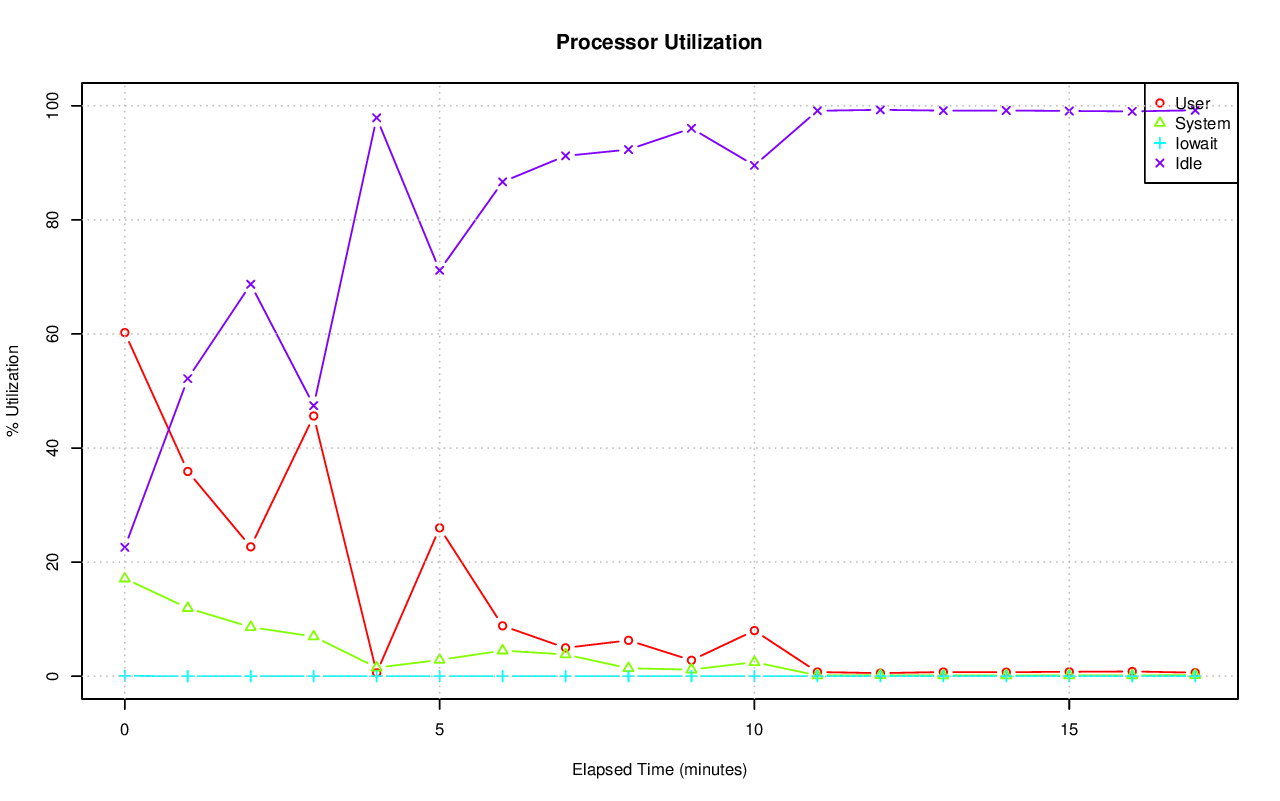 Processor Utilization
% Utilization
100
80
60
40
20
0
User
System
Iowait
Idle
0 5 10 15
Elapsed Time (minutes)